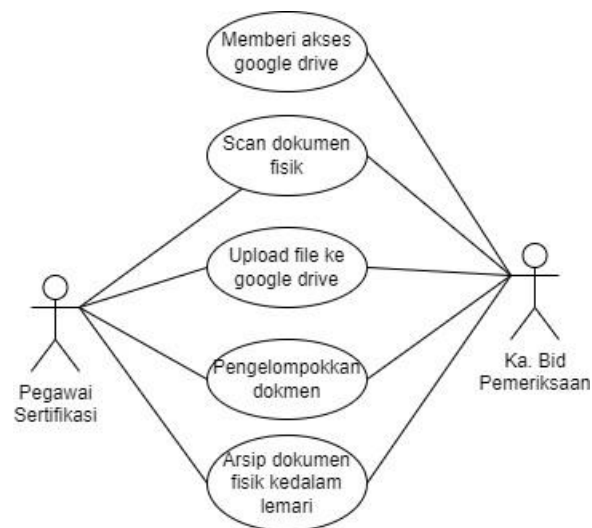 Memberi akses
google drive
Scan dokumen
fisik
Upload file ke
google drive
Pegawai
Sertifikasi
Ka. Bid
Pemeriksaan
Pengelompokkan
dokmen
Arsip dokumen
fisik kedalam
lemari